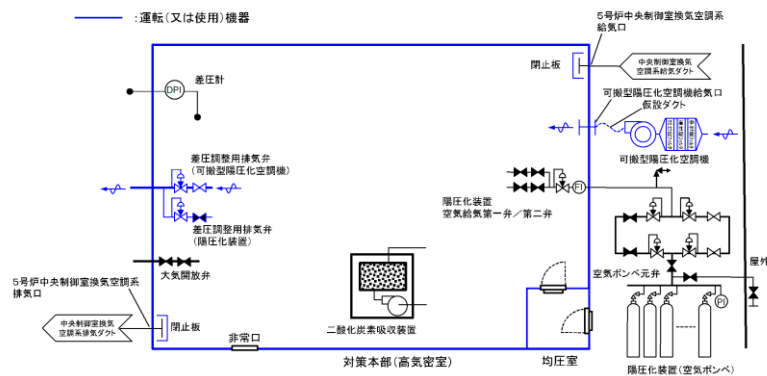 :運転(又は使用)機器
5号炉中央制御室換気空調系
給気口
閉止板
中央制御室換気
空調系給気ダクト
差圧計
DPI
可搬型陽圧化空調機給気口
仮設ダクト
可搬型陽圧化空調機
差圧調整用排気弁
(可搬型陽圧化空調機)
差圧調整用排気弁
(陽圧化装置)
陽圧化装置
空気給気第一弁/第二弁
FI
大気開放弁
5号炉中央制御室換気空調系
排気口
中央制御室換気
空調系排気ダクト
閉止板
非常口
二酸化炭素吸収装置
対策本部(高気密室)
均圧室
空気ボンベ元弁
屋外
PI
陽圧化装置(空気ボンベ)